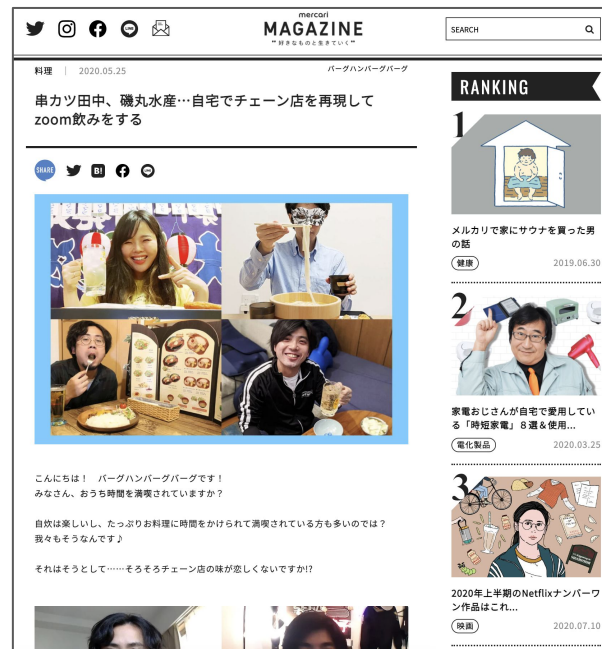 mercari
MAGAZINE
"好きなものと生きていく"
SEARCH
料理 | 2020.05.25
バーグハンバーグバーグ
串カツ田中、磯丸水産…自宅でチェーン店を再現して
zoom飲みをする
SHARE
B!
こんにちは！　バーグハンバーグバーグです！
みなさん、おうち時間を満喫されていますか？
自炊は楽しいし、たっぷりお料理に時間をかけられて満喫されている方も多いのでは？
我々もそうなんです♪
それはそうとして……そろそろチェーン店の味が恋しくないですか!?
RANKING
1
メルカリで家にサウナを買った男
の話
健康
2019.06.30
2
家電おじさんが自宅で愛用してい
る「時短家電」８選＆使用...
電化製品
2020.03.25
3
2020年上半期のNetflixナンバーワ
ン作品はこれ...
映画
2020.07.10